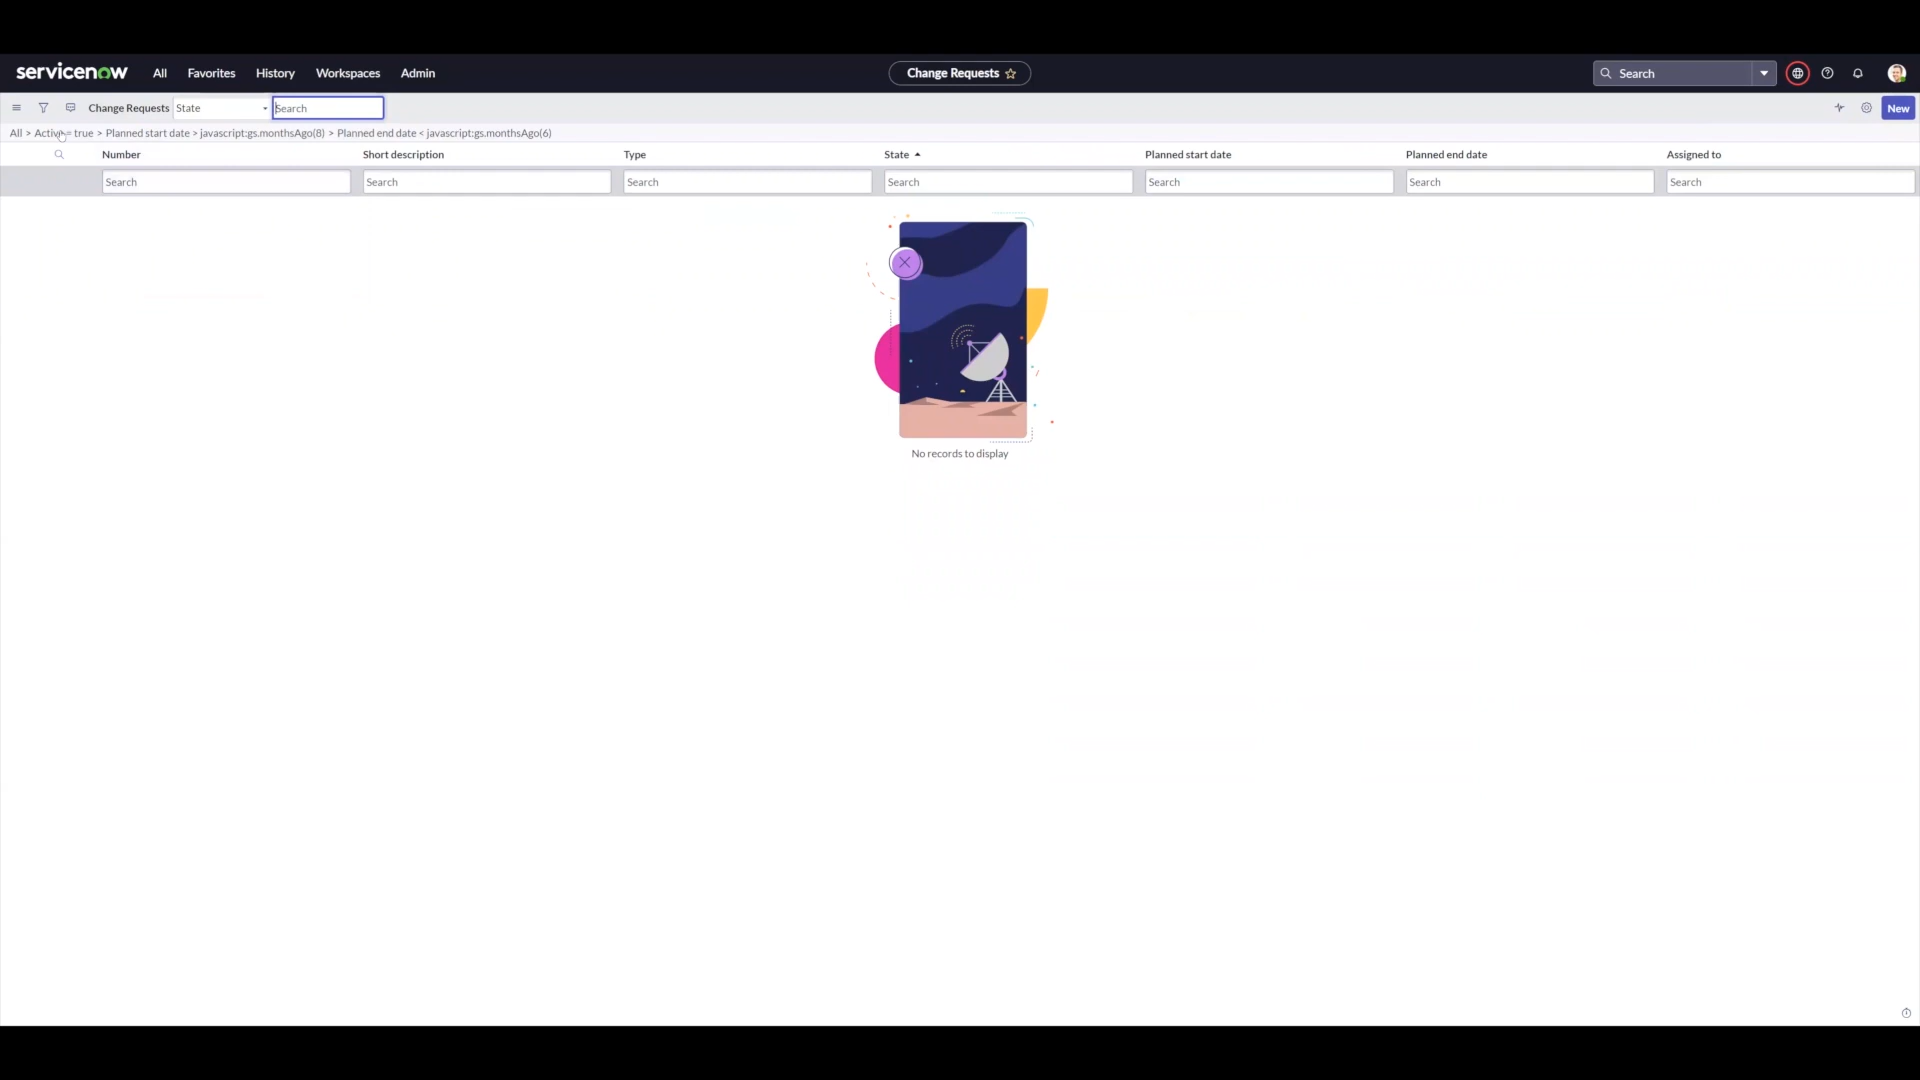 servicenow All Favorites History Workspaces Admin Change Requests Search
Change Requests State Search New
All > Active = true > Planned start date > javascript:gs.monthsAgo(8) > Planned end date < javascript:gs.monthsAgo(6)
Number Short description Type State Planned start date Planned end date Assigned to
Search Search Search Search Search Search Search
No records to display